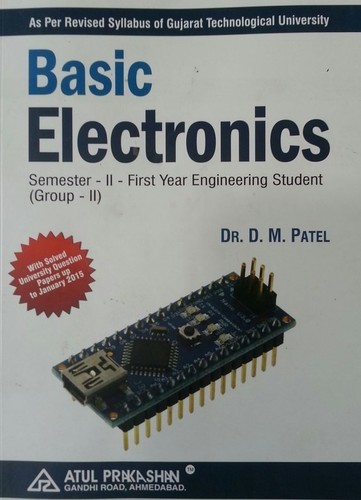 As Per Revised Syllabus of Gujarat Technological University
Basic
Electronics
Semester - II - First Year Engineering Student
(Group - II)
DR. D. M. PATEL
With Solved
University Question
Papers up
to January 2015
ATUL PRAKASHAN TM
GANDHI ROAD, AHMEDABAD.